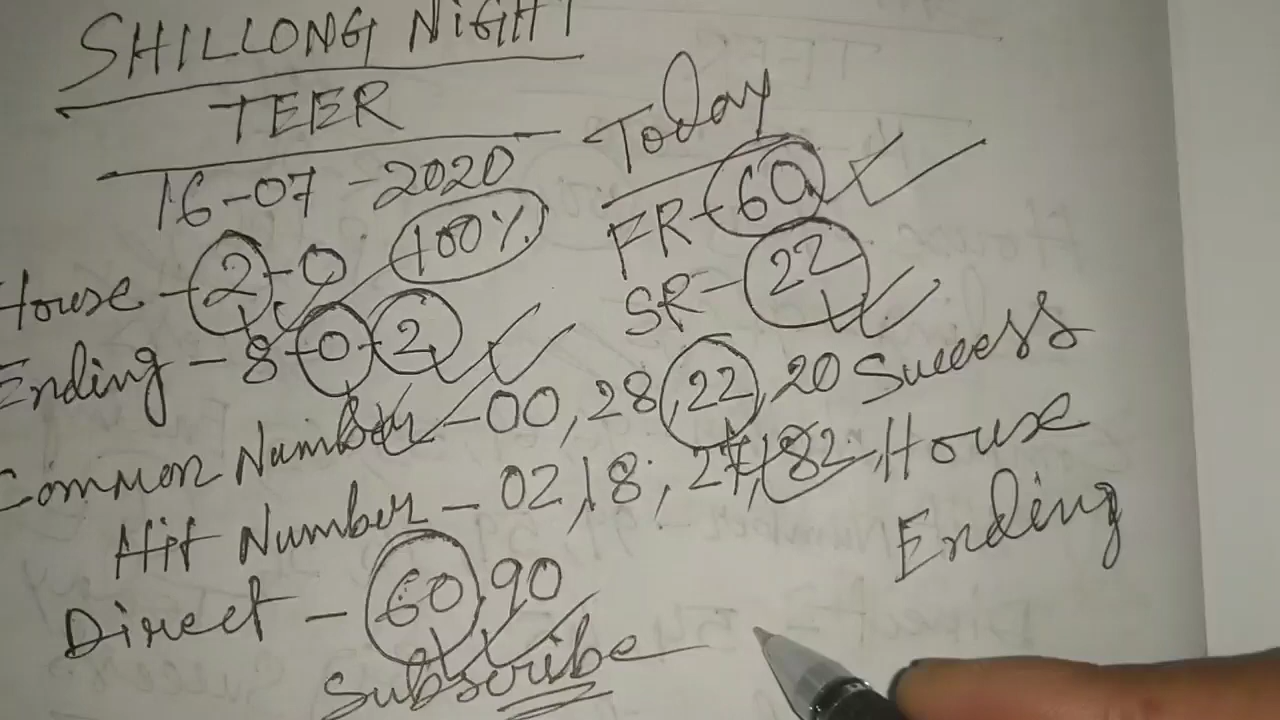 SHILLONG NIGHT
TEER
16-07-2020
Today
FR-60
SR-22
House-2-0 100%
Ending-8-0-2
Common Number-00,28,22,20 Success
Hit Number-02,18,27,82 House
Ending
Direct-60,90
Subscribe